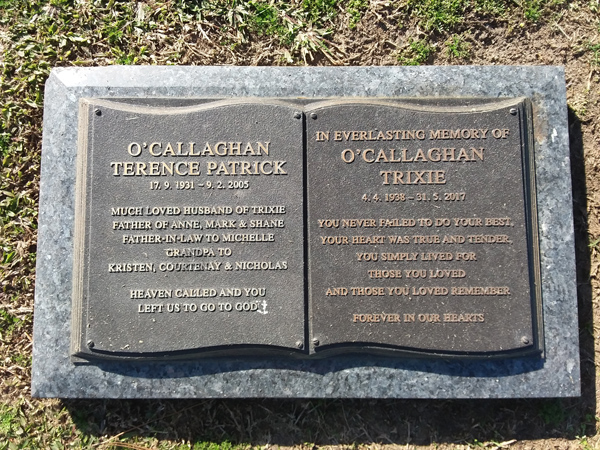 O'CALLAGHAN
TERENCE PATRICK
17. 9. 1931 – 9. 2. 2005
MUCH LOVED HUSBAND OF TRIXIE
FATHER OF ANNE, MARK & SHANE
FATHER-IN-LAW TO MICHELLE
GRANDPA TO
KRISTEN, COURTENAY & NICHOLAS
HEAVEN CALLED AND YOU
LEFT US TO GO TO GOD
IN EVERLASTING MEMORY OF
O'CALLAGHAN
TRIXIE
4. 4. 1938 – 31. 5. 2017
YOU NEVER FAILED TO DO YOUR BEST,
YOUR HEART WAS TRUE AND TENDER,
YOU SIMPLY LIVED FOR
THOSE YOU LOVED
AND THOSE YOU LOVED REMEMBER
FOREVER IN OUR HEARTS